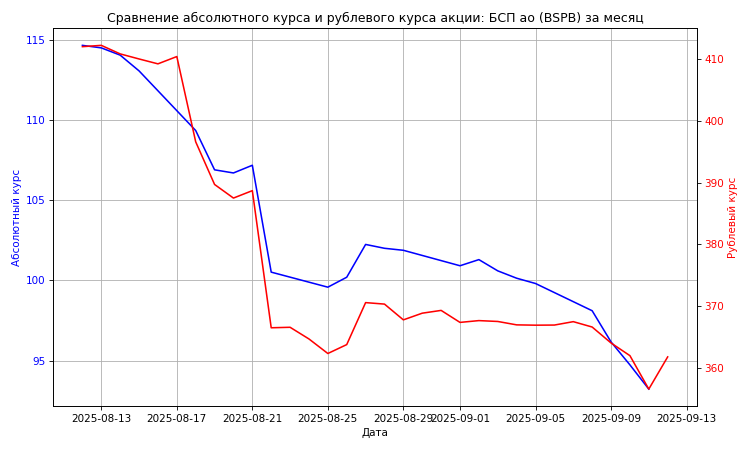 Сравнение абсолютного курса и рублевого курса акции: БСП ао (BSPB) за месяц
Абсолютный курс
115
110
105
100
95
Рублевый курс
410
400
390
380
370
360
2025-08-13 2025-08-17 2025-08-21 2025-08-25 2025-08-29 2025-09-01 2025-09-05 2025-09-09 2025-09-13
Дата